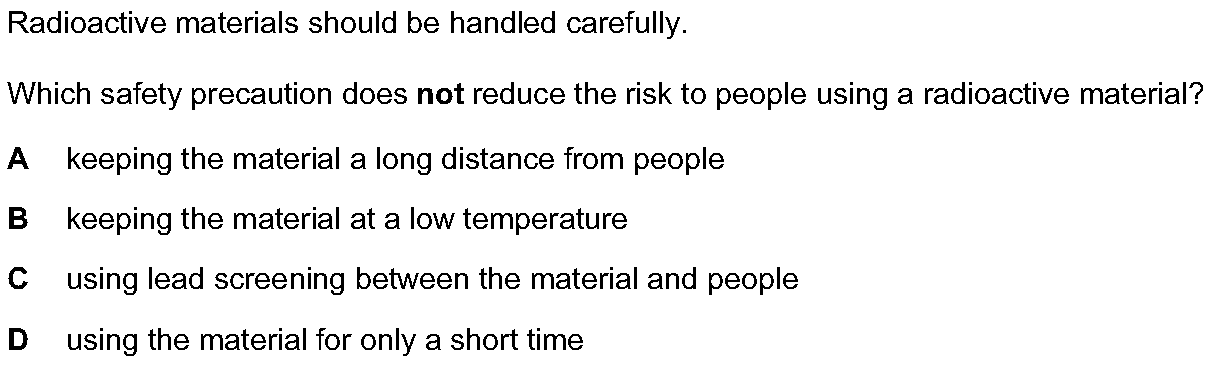 Radioactive materials should be handled carefully.
Which safety precaution does not reduce the risk to people using a radioactive material?
A keeping the material a long distance from people
B keeping the material at a low temperature
C using lead screening between the material and people
D using the material for only a short time